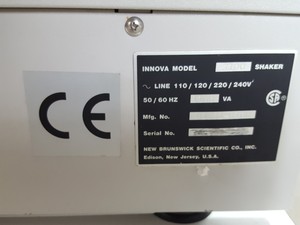 CE
INNOVA MODEL SHAKER
~ LINE 110/120/220/240V
50/60 HZ VA
Mfg. No.
Serial No.
NEW BRUNSWICK SCIENTIFIC CO., INC.
Edison, New Jersey, U.S.A.